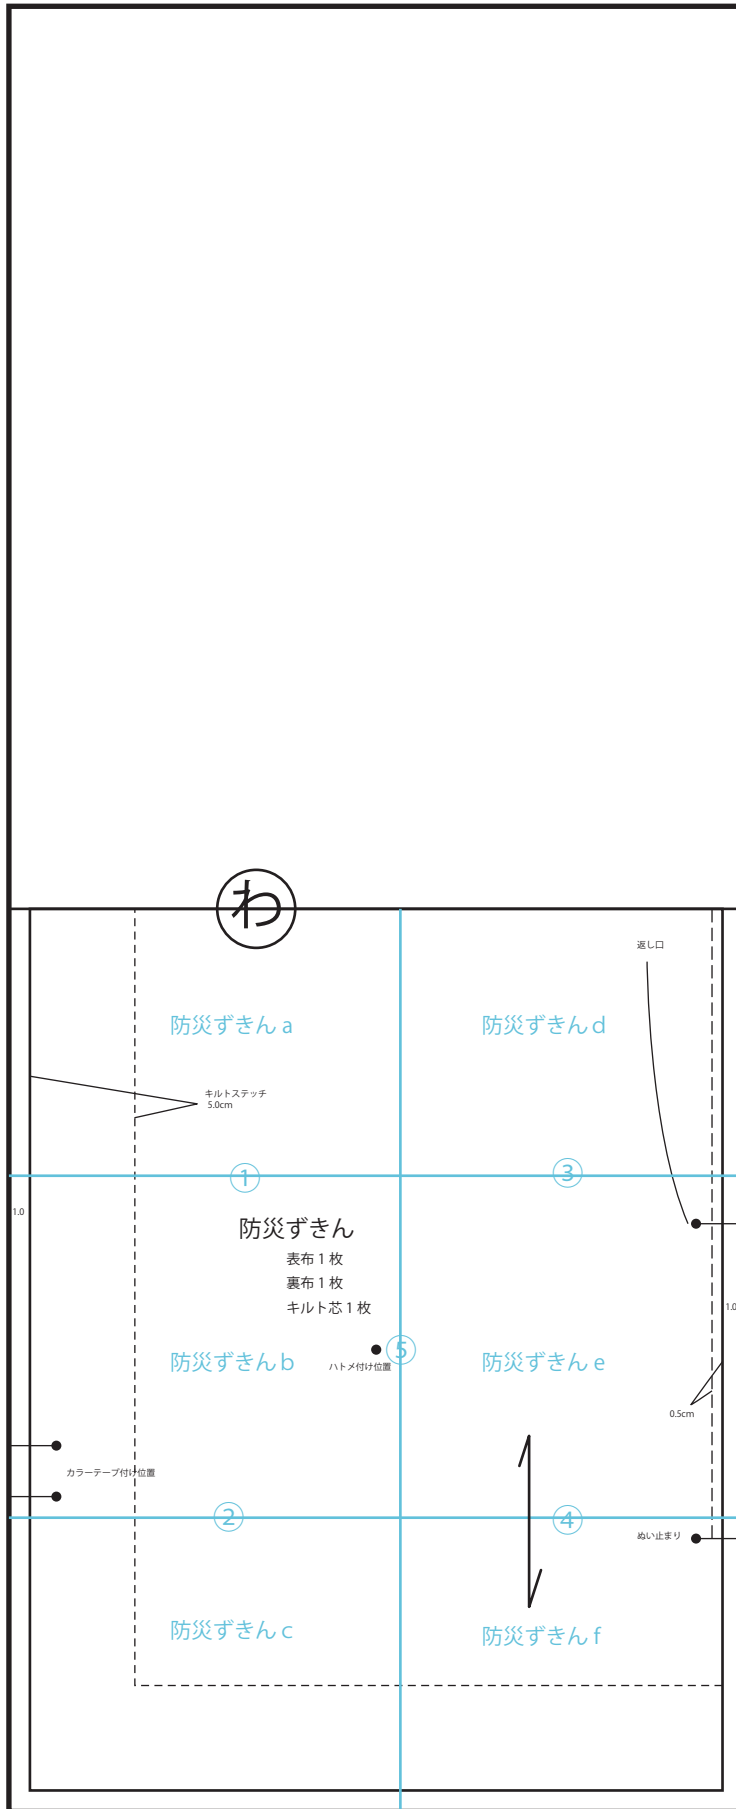 わ
返し口
防災ずきん a
防災ずきん d
キルトステッチ
5.0cm
①
③
1.0
防災ずきん
表布 1 枚
裏布 1 枚
キルト芯 1 枚
1.0
⑤
防災ずきん b
ハトメ付け位置
防災ずきん e
0.5cm
カラーテープ付け位置
②
④
ぬい止まり
防災ずきん c
防災ずきん f